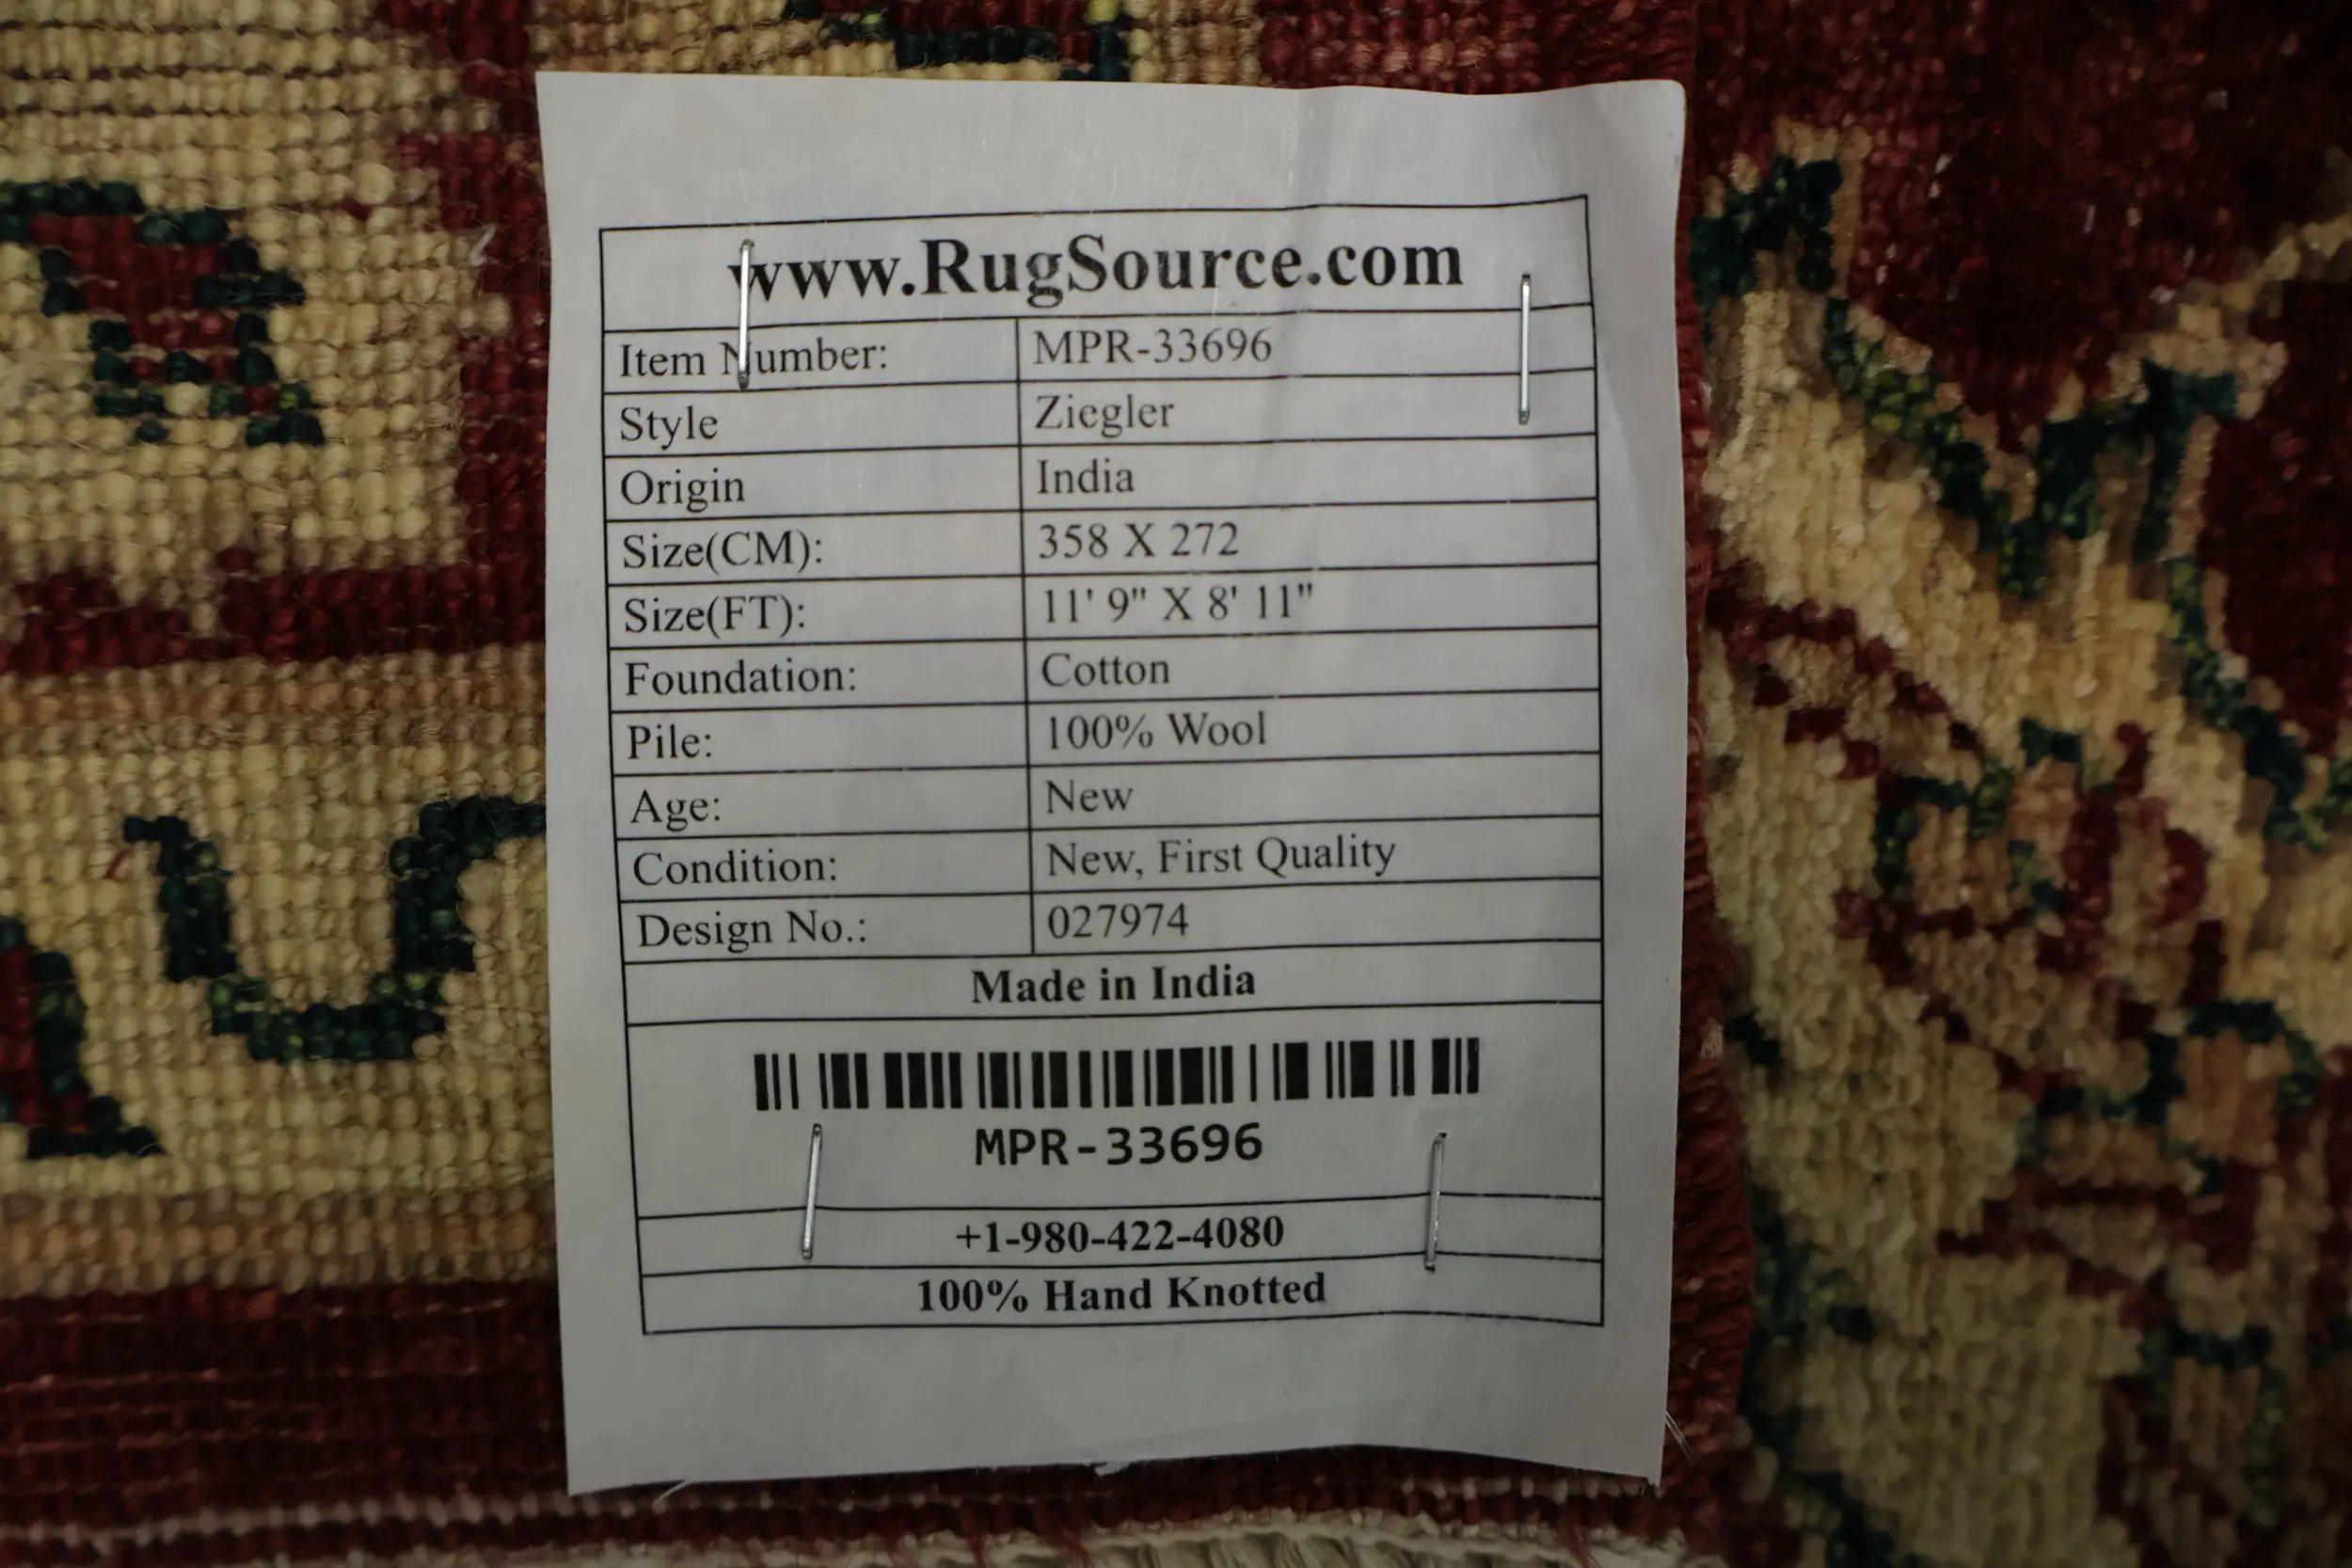 www.RugSource.com
Item Number: MPR-33696
Style Ziegler
Origin India
Size(CM): 358 X 272
Size(FT): 11' 9" X 8' 11"
Foundation: Cotton
Pile: 100% Wool
Age: New
Condition: New, First Quality
Design No.: 027974
Made in India
MPR-33696
+1-980-422-4080
100% Hand Knotted